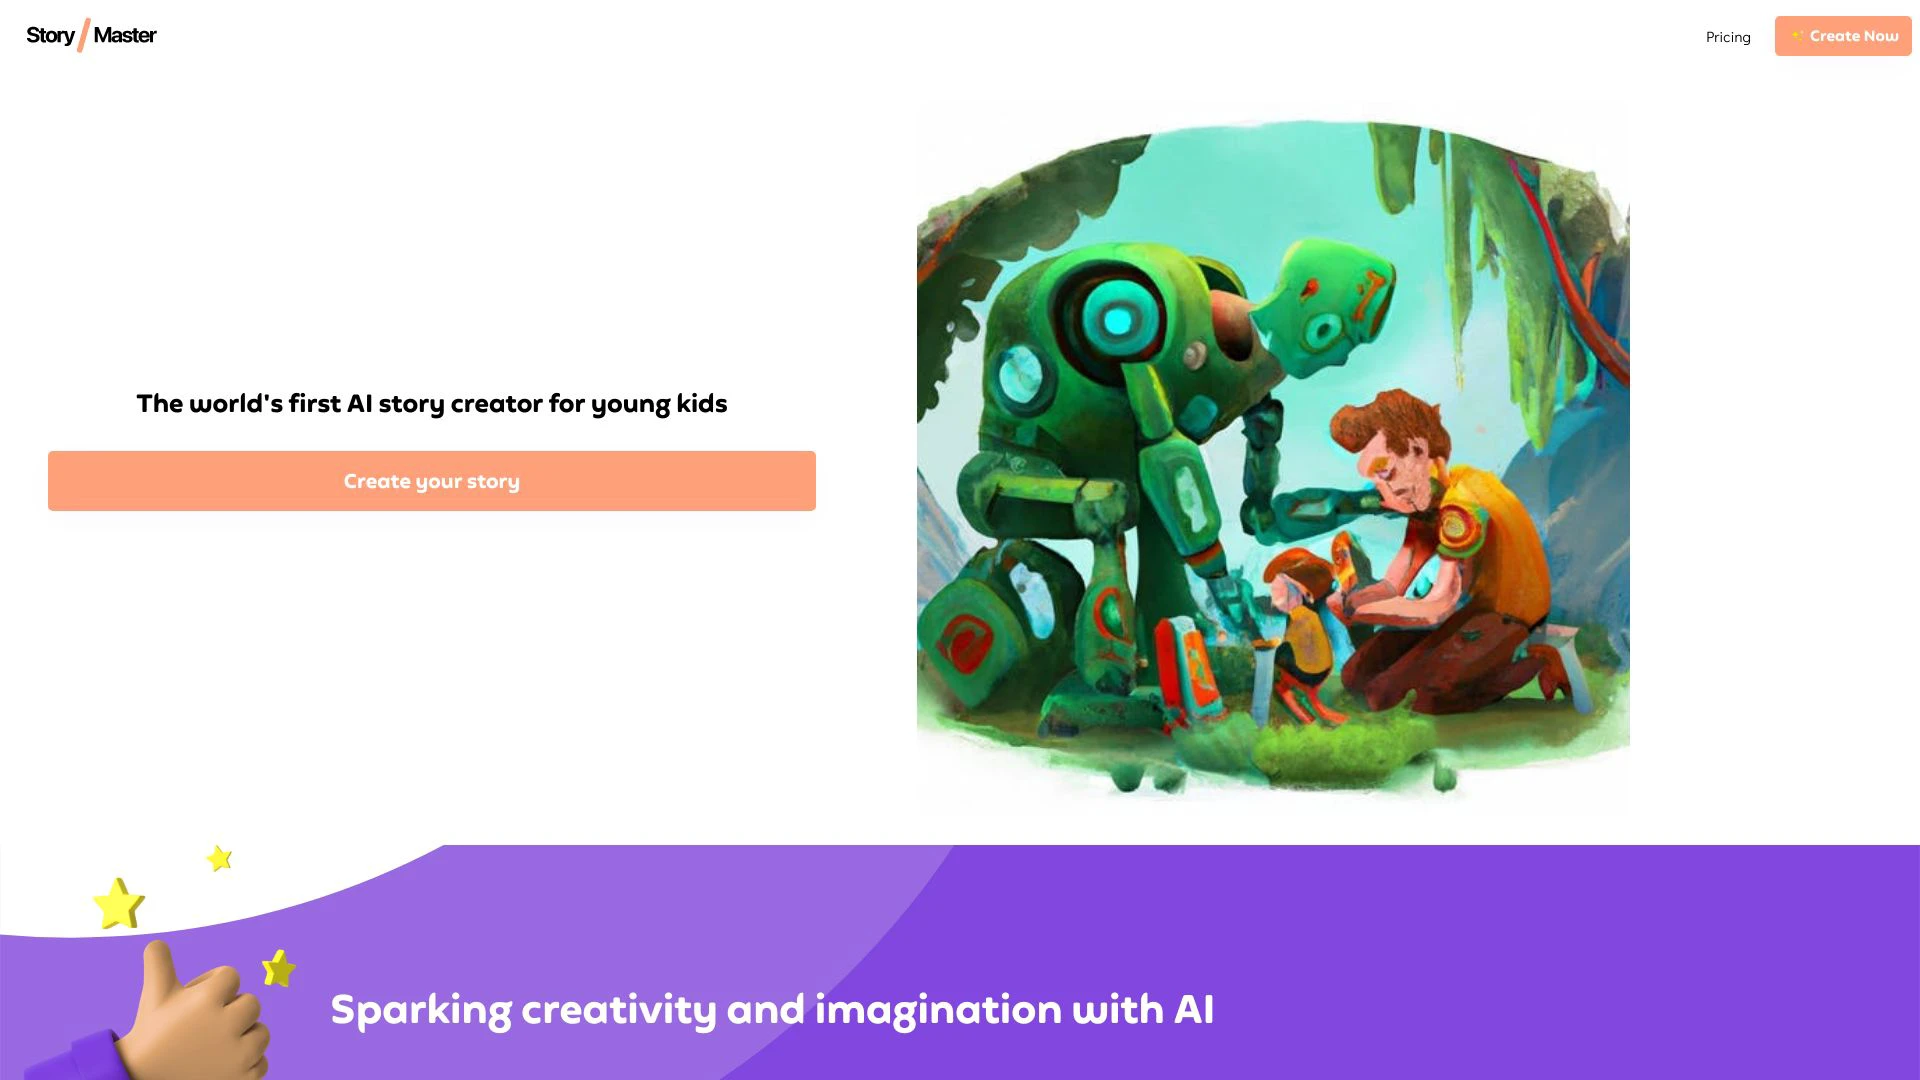 Story / Master
Pricing
✨ Create Now
The world's first AI story creator for young kids
Create your story
Sparking creativity and imagination with AI